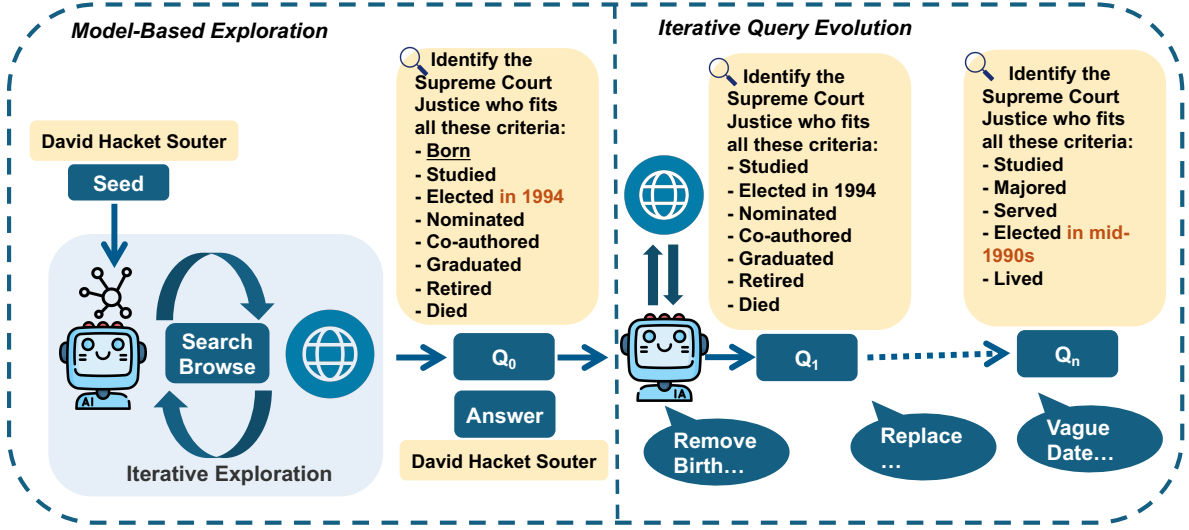 Model-Based Exploration
David Hacket Souter
Seed
Search
Browse
AI
Iterative Exploration
Identify the
Supreme Court
Justice who fits
all these criteria:
- Born
- Studied
- Elected in 1994
- Nominated
- Co-authored
- Graduated
- Retired
- Died
Q0
Answer
David Hacket Souter
Iterative Query Evolution
IA
Remove
Birth…
Identify the
Supreme Court
Justice who fits
all these criteria:
- Studied
- Elected in 1994
- Nominated
- Co-authored
- Graduated
- Retired
- Died
Q1
Replace
…
Identify the
Supreme Court
Justice who fits
all these criteria:
- Studied
- Majored
- Served
- Elected in mid-
1990s
- Lived
Qn
Vague
Date…